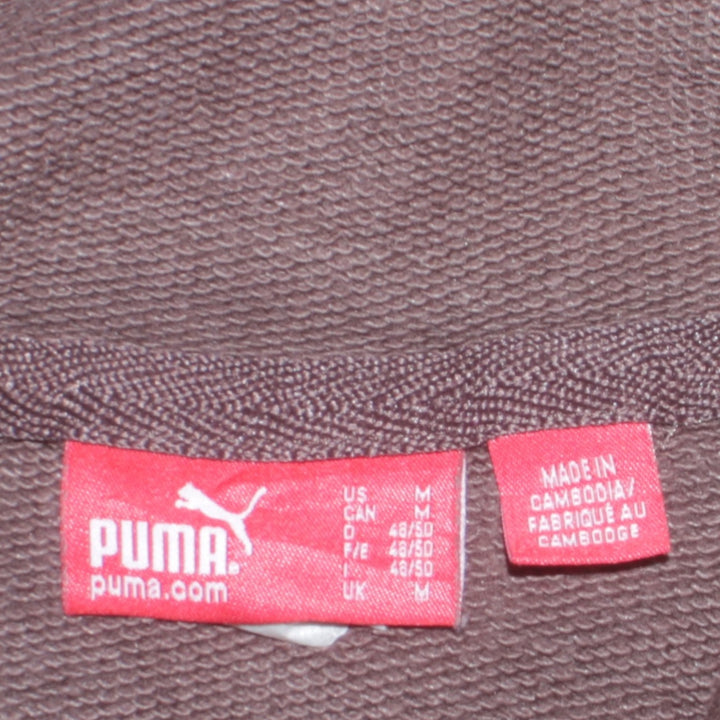 PUMA®
puma.com
US M
CAN M
D 48/50
F/E 48/50
I 48/50
UK M
MADE IN
CAMBODIA/
FABRIQUÉ AU
CAMBODGE